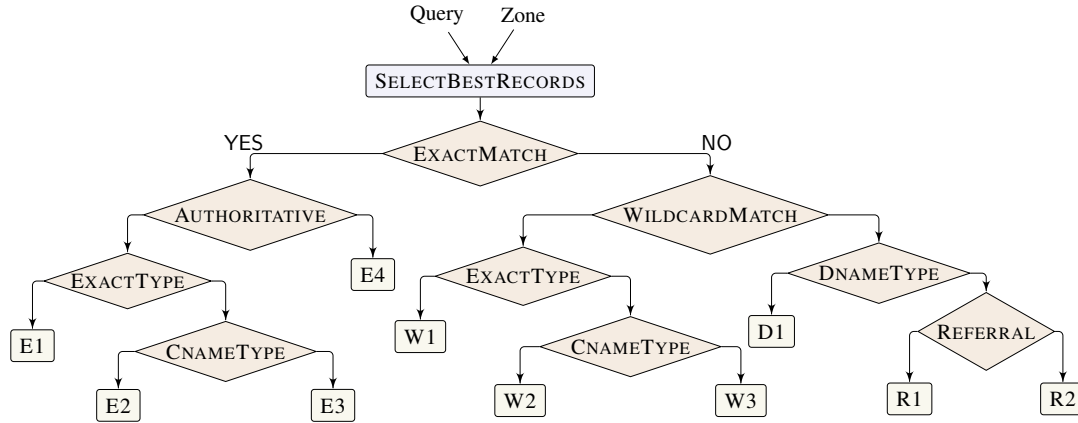 Query Zone
SELECTBESTRECORDS
YES EXACTMATCH NO
AUTHORITATIVE WILDCARDMATCH
EXACTTYPE E4 EXACTTYPE DNAMETYPE
E1 CNAMETYPE W1 CNAMETYPE D1 REFERRAL
E2 E3 W2 W3 R1 R2